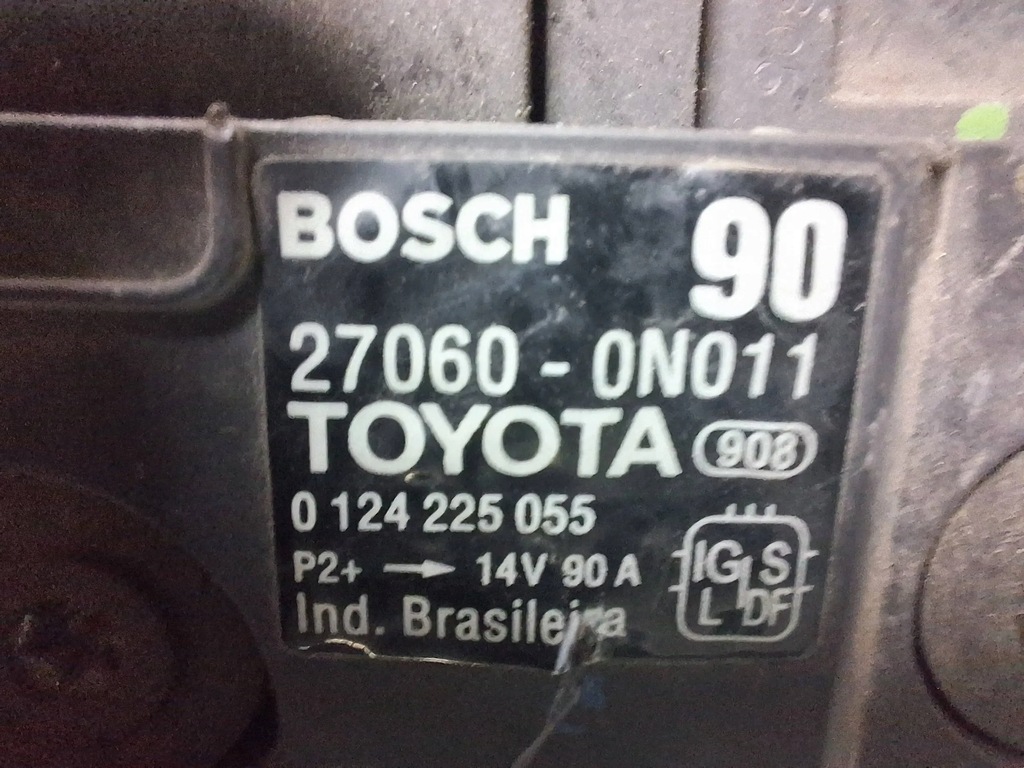 BOSCH 90
27060 - 0N011
TOYOTA 908
0 124 225 055
P2+ → 14V 90 A
Ind. Brasileira
IG S
L DF